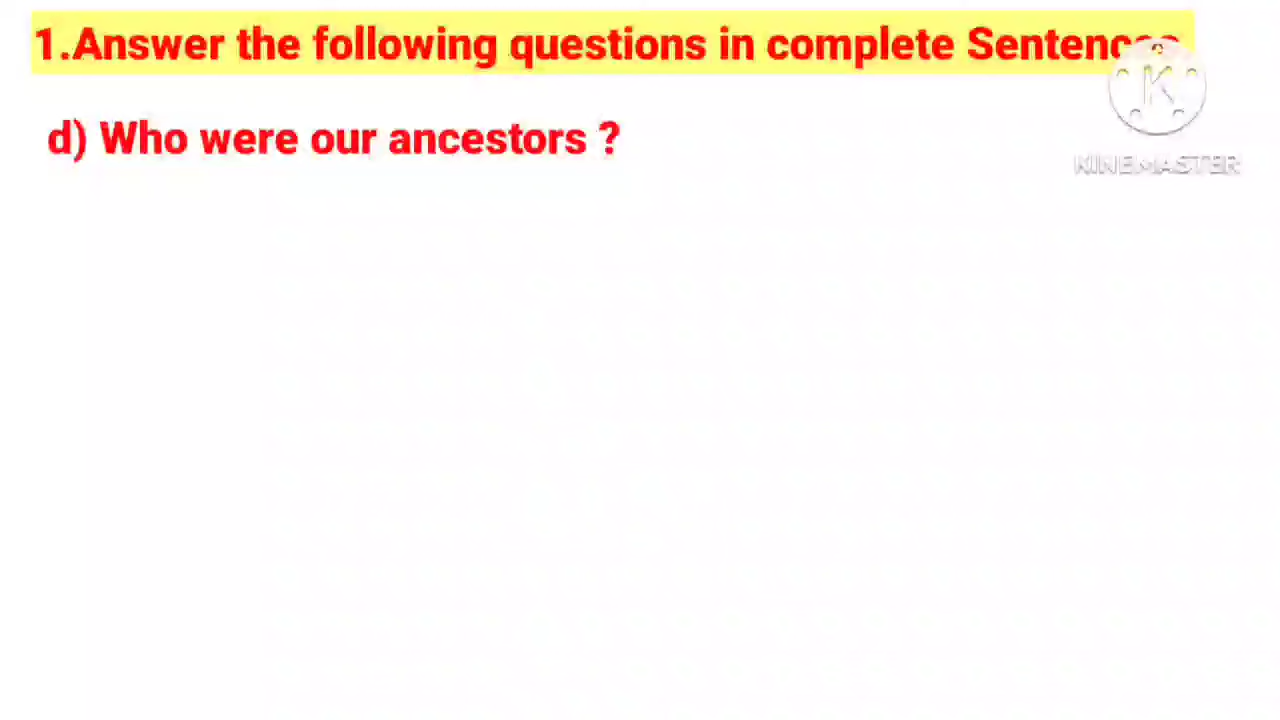 1.Answer the following questions in complete Sentences
K
KINEMASTER
d) Who were our ancestors ?